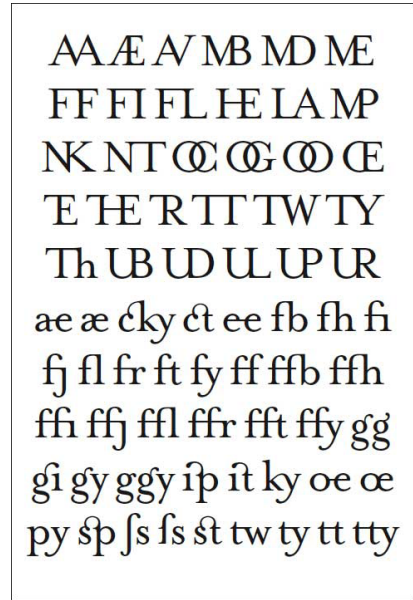 AA Æ AV MB MD ME
FF FI FL HE LA MP
NK NT OC OG OO Œ
TE THE TR TT TW TY
Th UB UD UL UP UR
ae æ cky ct ee fb fh fi
fj fl fr ft fy ff ffb ffh
ffi ffj ffl ffr fft ffy gg
gi gy ggy ip it ky oe œ
py sp ſs ſs st tw ty tt tty